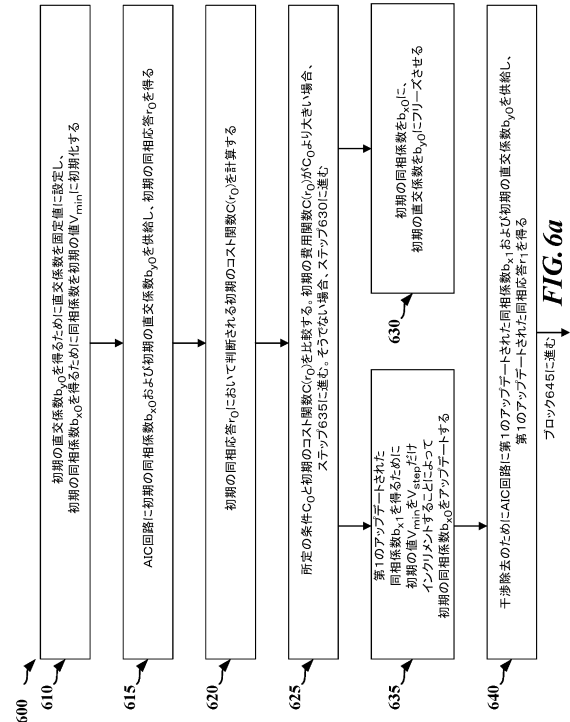 600
610
初期の直交係数by0を得るために直交係数を固定値に設定し、
初期の同相係数bx0を得るために同相係数を初期の値Vminに初期化する
615
AIC回路に初期の同相係数bx0および初期の直交係数by0を供給し、初期の同相応答r0を得る
620
初期の同相応答r0において判断される初期のコスト関数C(r0)を計算する
625
所定の条件C0と初期のコスト関数C(r0)を比較する。初期の費用関数C(r0)がC0より大きい場合、
ステップ635に進む。そうでない場合、ステップ630に進む
630
初期の同相係数をbx0に、
初期の直交係数をby0にフリーズさせる
635
第1のアップデートされた
同相係数bx1を得るために
初期の値VminをVstepだけ
インクリメントすることによって
初期の同相係数bx0をアップデートする
640
干渉除去のためにAIC回路に第1のアップデートされた同相係数bx1および初期の直交係数by0を供給し、
第1のアップデートされた同相応答r1を得る
ブロック645に進む
FIG. 6a